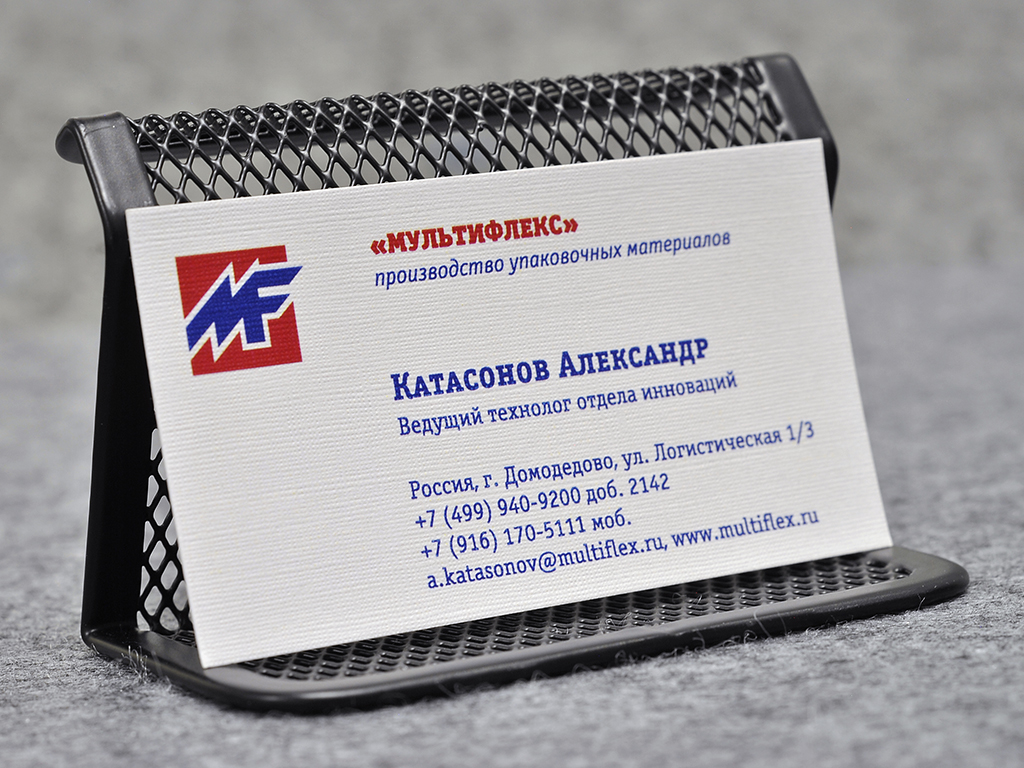 MF
«МУЛЬТИФЛЕКС»
производство упаковочных материалов
Катасонов Александр
Ведущий технолог отдела инноваций
Россия, г. Домодедово, ул. Логистическая 1/3
+7 (499) 940-9200 доб. 2142
+7 (916) 170-5111 моб.
a.katasonov@multiflex.ru, www.multiflex.ru